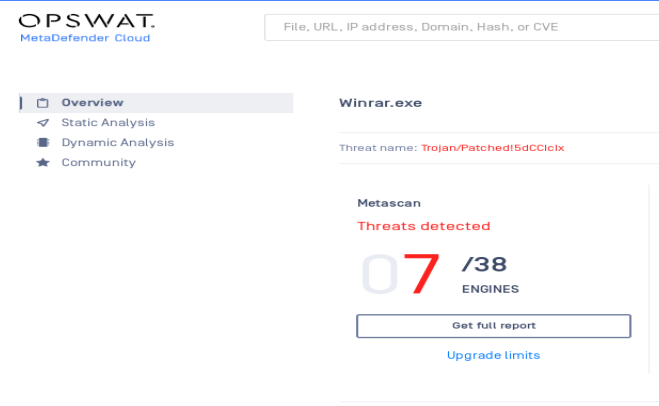 OPSWAT.
MetaDefender Cloud
File, URL, IP address, Domain, Hash, or CVE
Overview
Static Analysis
Dynamic Analysis
Community
Winrar.exe
Threat name: Trojan/Patched!5dCClcIx
Metascan
Threats detected
07 /38
ENGINES
Get full report
Upgrade limits